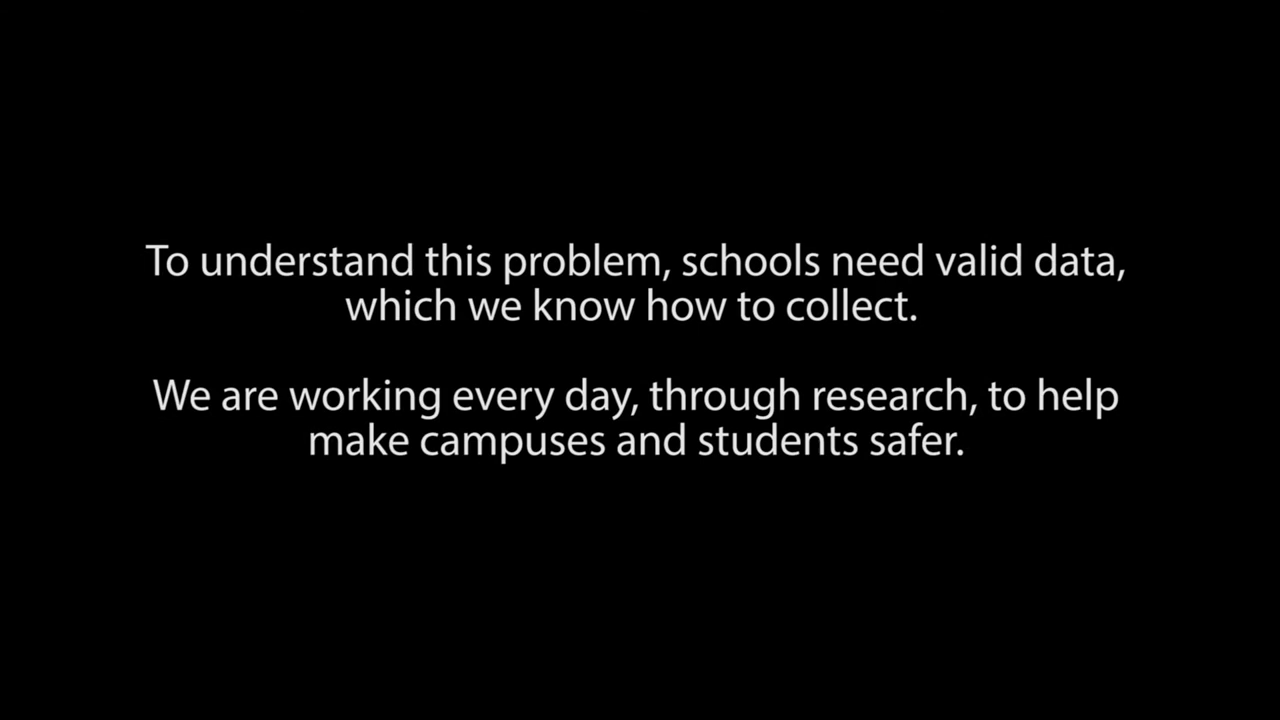 To understand this problem, schools need valid data,
which we know how to collect.
We are working every day, through research, to help
make campuses and students safer.